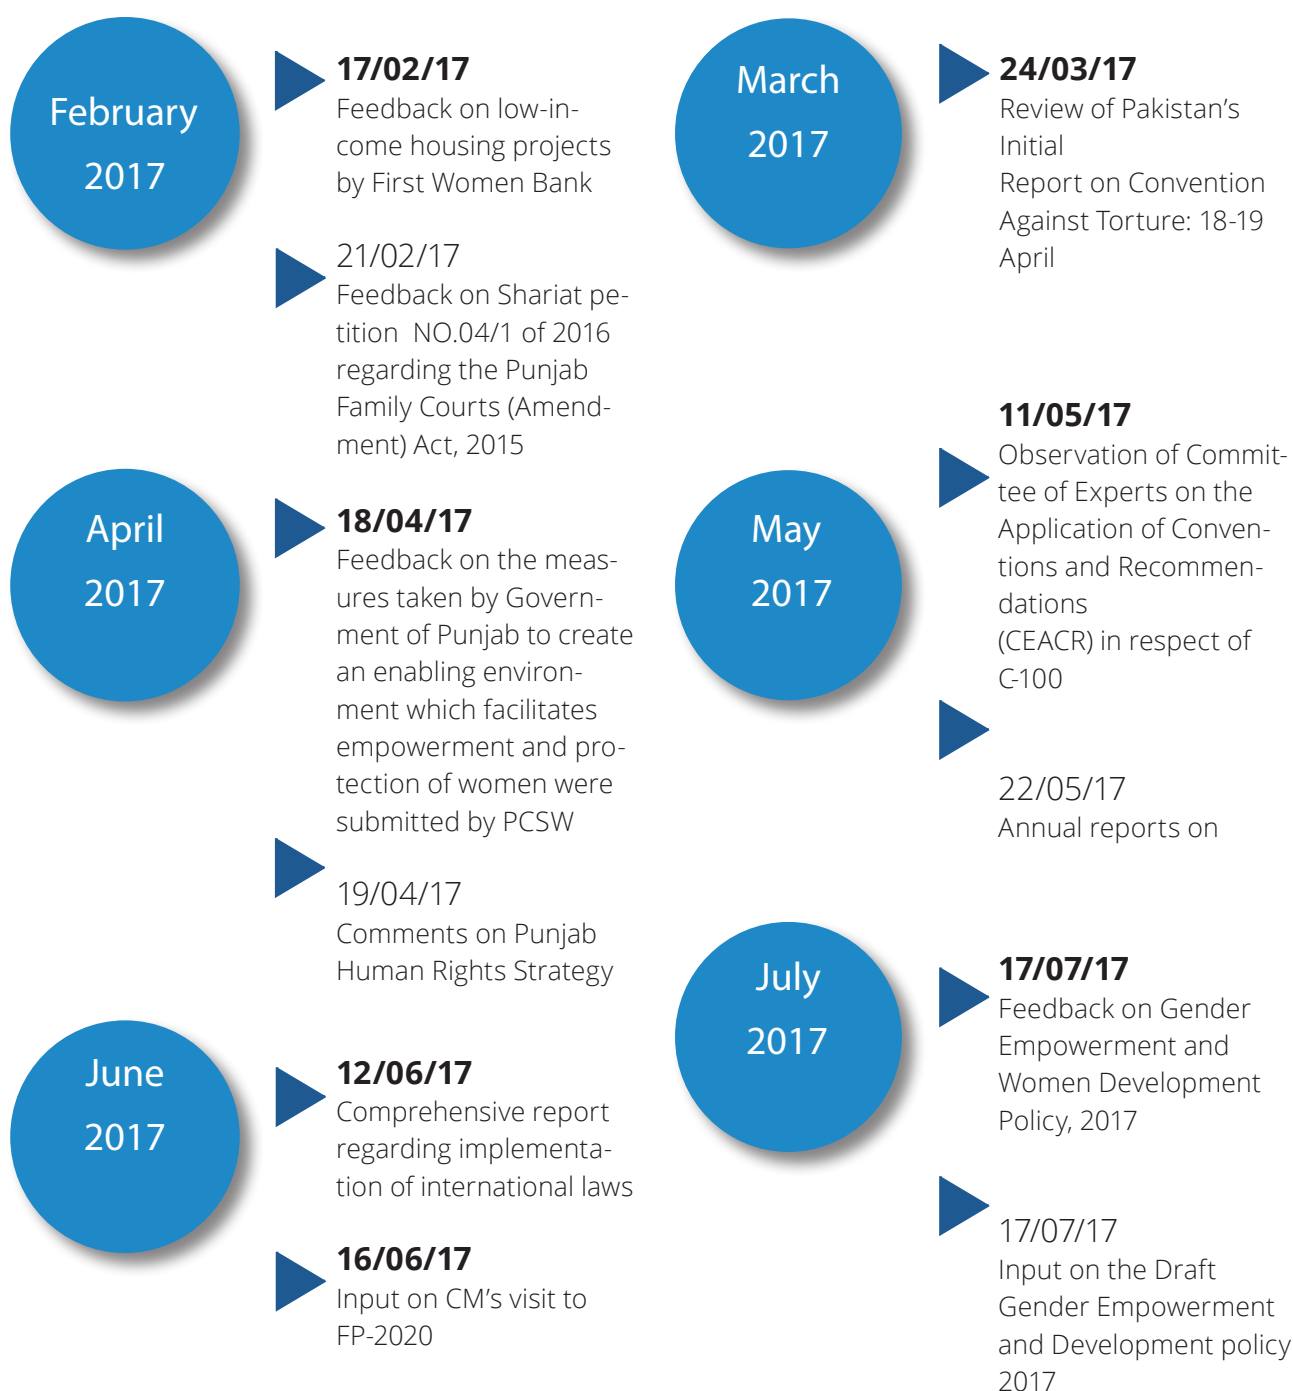 February
2017
17/02/17
Feedback on low-in-
come housing projects
by First Women Bank
21/02/17
Feedback on Shariat pe-
tition  NO.04/1 of 2016
regarding the Punjab
Family Courts (Amend-
ment) Act, 2015
March
2017
24/03/17
Review of Pakistan’s
Initial
Report on Convention
Against Torture: 18-19
April
April
2017
18/04/17
Feedback on the meas-
ures taken by Govern-
ment of Punjab to create
an enabling environ-
ment which facilitates
empowerment and pro-
tection of women were
submitted by PCSW
19/04/17
Comments on Punjab
Human Rights Strategy
May
2017
11/05/17
Observation of Commit-
tee of Experts on the
Application of Conven-
tions and Recommen-
dations
(CEACR) in respect of
C-100
22/05/17
Annual reports on
June
2017
12/06/17
Comprehensive report
regarding implementa-
tion of international laws
16/06/17
Input on CM’s visit to
FP-2020
July
2017
17/07/17
Feedback on Gender
Empowerment and
Women Development
Policy, 2017
17/07/17
Input on the Draft
Gender Empowerment
and Development policy
2017